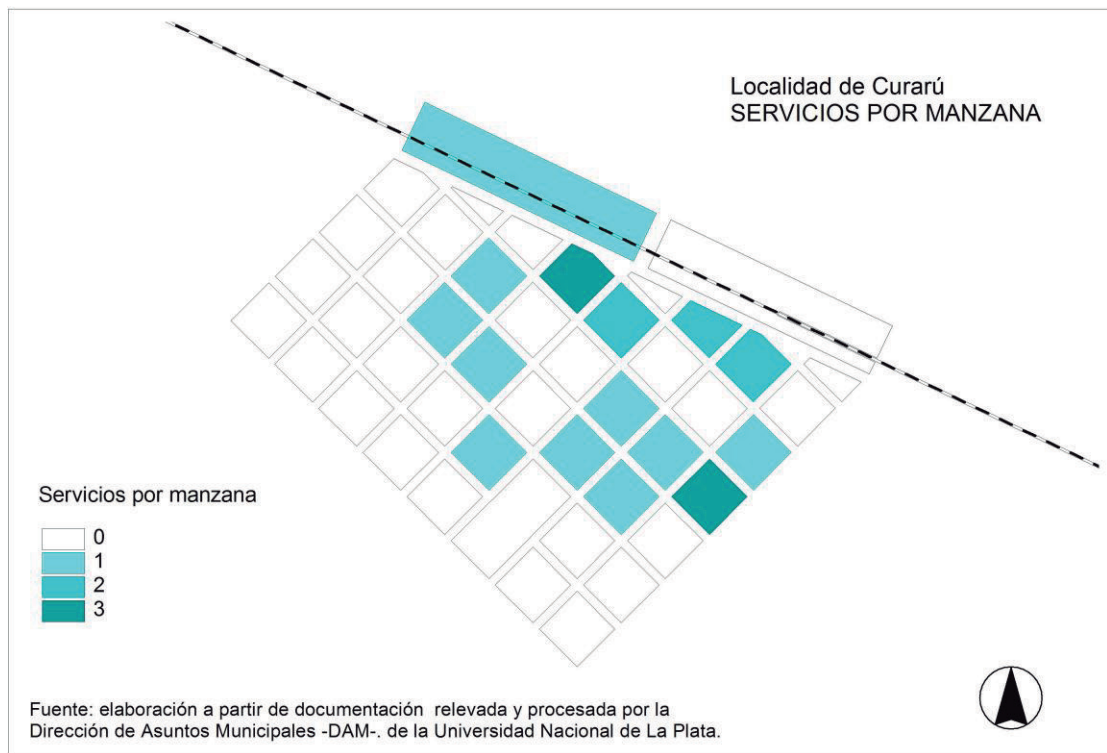 Localidad de Curarú
SERVICIOS POR MANZANA
Servicios por manzana
0
1
2
3
Fuente: elaboración a partir de documentación relevada y procesada por la
Dirección de Asuntos Municipales -DAM-. de la Universidad Nacional de La Plata.